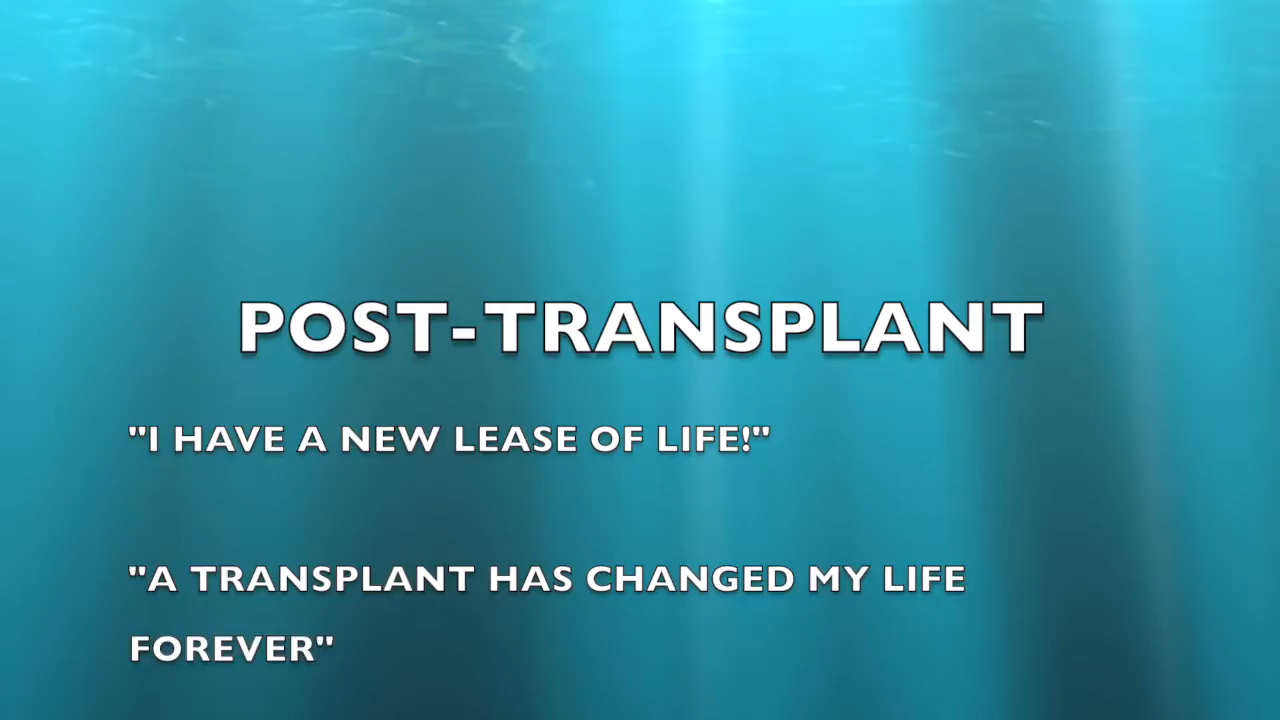 POST-TRANSPLANT
"I HAVE A NEW LEASE OF LIFE!"
"A TRANSPLANT HAS CHANGED MY LIFE
FOREVER"